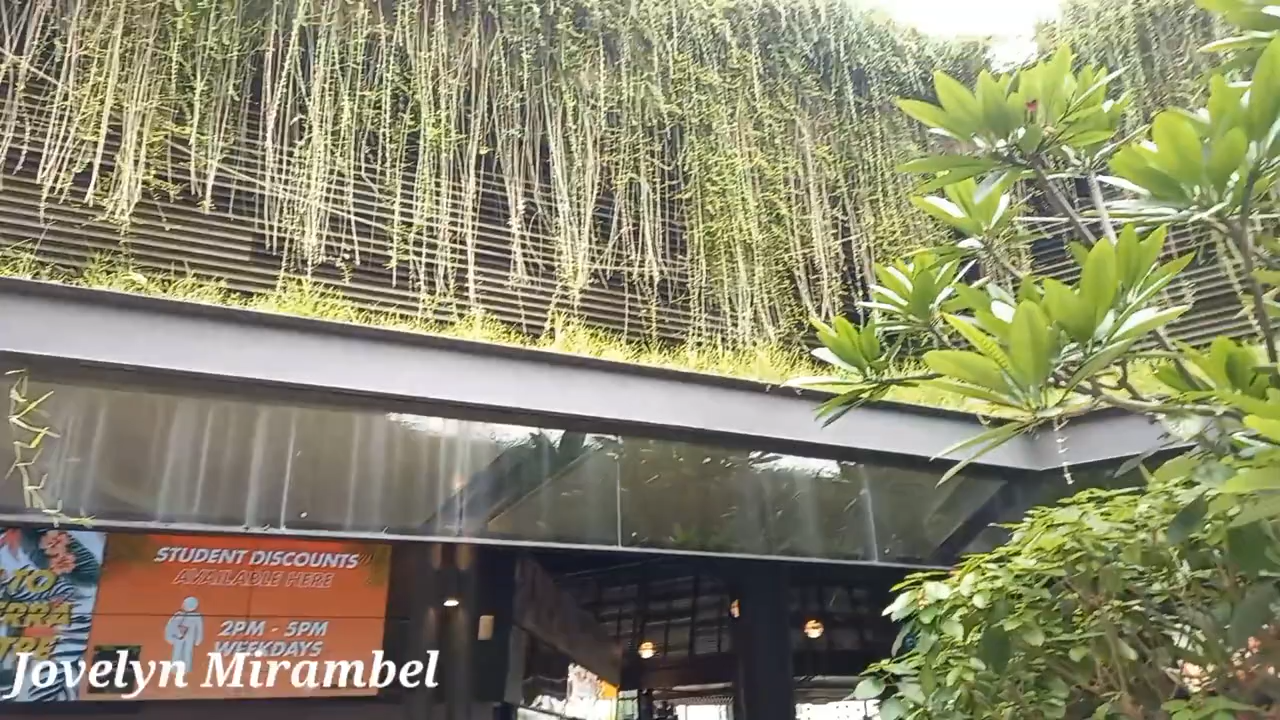 STUDENT DISCOUNTS
AVAILABLE HERE
2PM - 5PM
WEEKDAYS
Jovelyn Mirambel